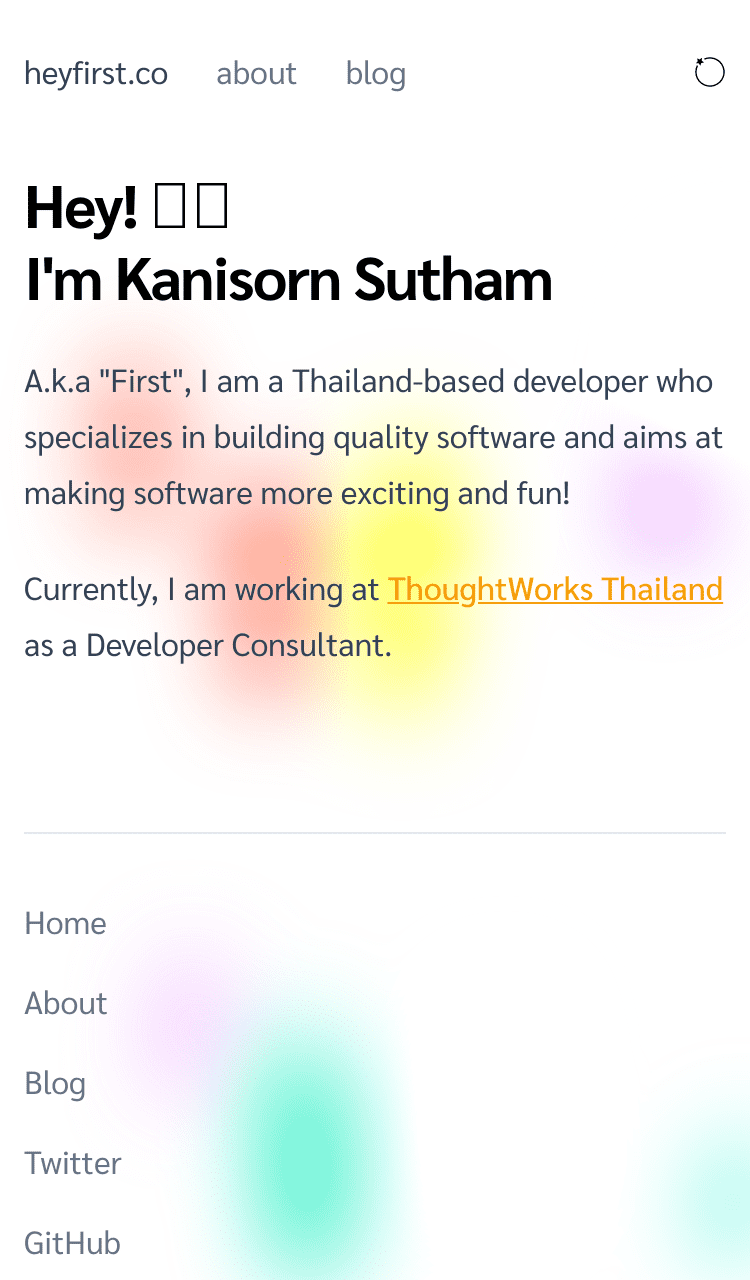 heyfirst.co about blog
Hey!
I'm Kanisorn Sutham
A.k.a "First", I am a Thailand-based developer who
specializes in building quality software and aims at
making software more exciting and fun!
Currently, I am working at ThoughtWorks Thailand
as a Developer Consultant.
Home
About
Blog
Twitter
GitHub